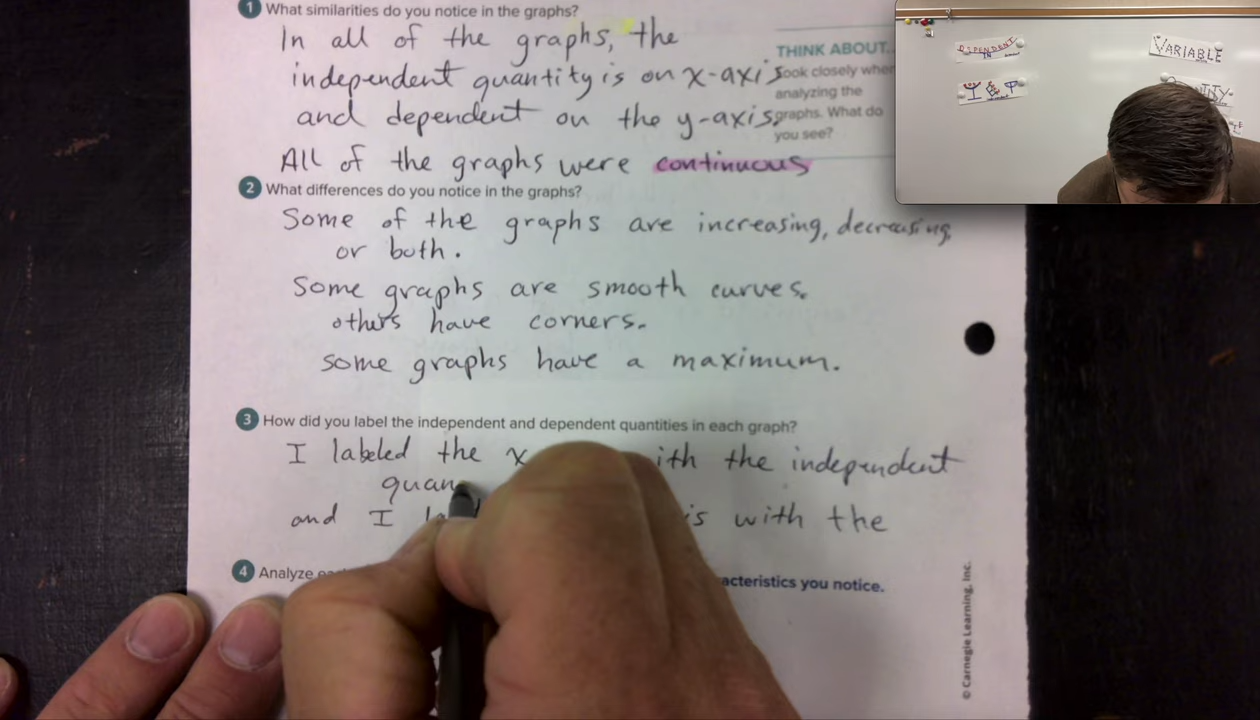 1 What similarities do you notice in the graphs?
In all of the graphs, the
independent quantity is on x-axis
and dependent on the y-axis.
All of the graphs were continuous
THINK ABOUT...
Look closely when
analyzing the
graphs. What do
you see?
2 What differences do you notice in the graphs?
Some of the graphs are increasing, decreasing,
or both.
Some graphs are smooth curves,
others have corners.
Some graphs have a maximum.
3 How did you label the independent and dependent quantities in each graph?
I labeled the x with the independent
quan
and I with the
4 Analyze
acteristics you notice.
© Carnegie Learning, Inc.
DEPENDENT
IN
VARIABLE